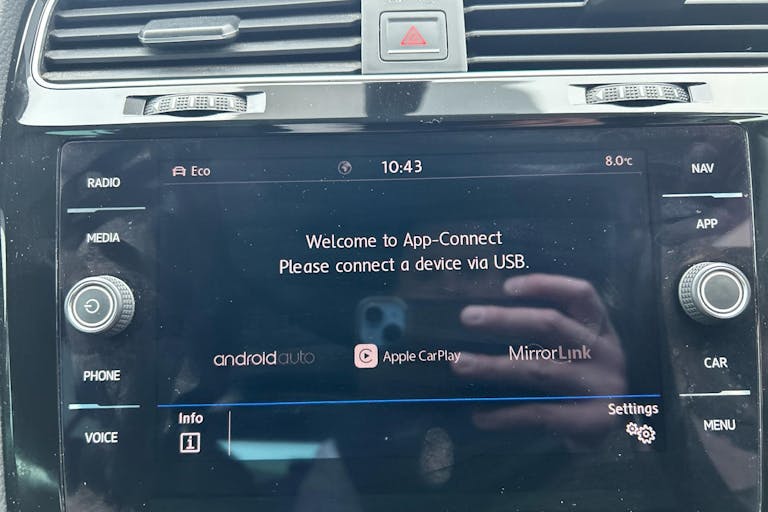 Eco
10:43
8.0°C
RADIO
MEDIA
PHONE
VOICE
Welcome to App-Connect
Please connect a device via USB.
androidauto
Apple CarPlay
MirrorLink
Info
i
Settings
NAV
APP
CAR
MENU